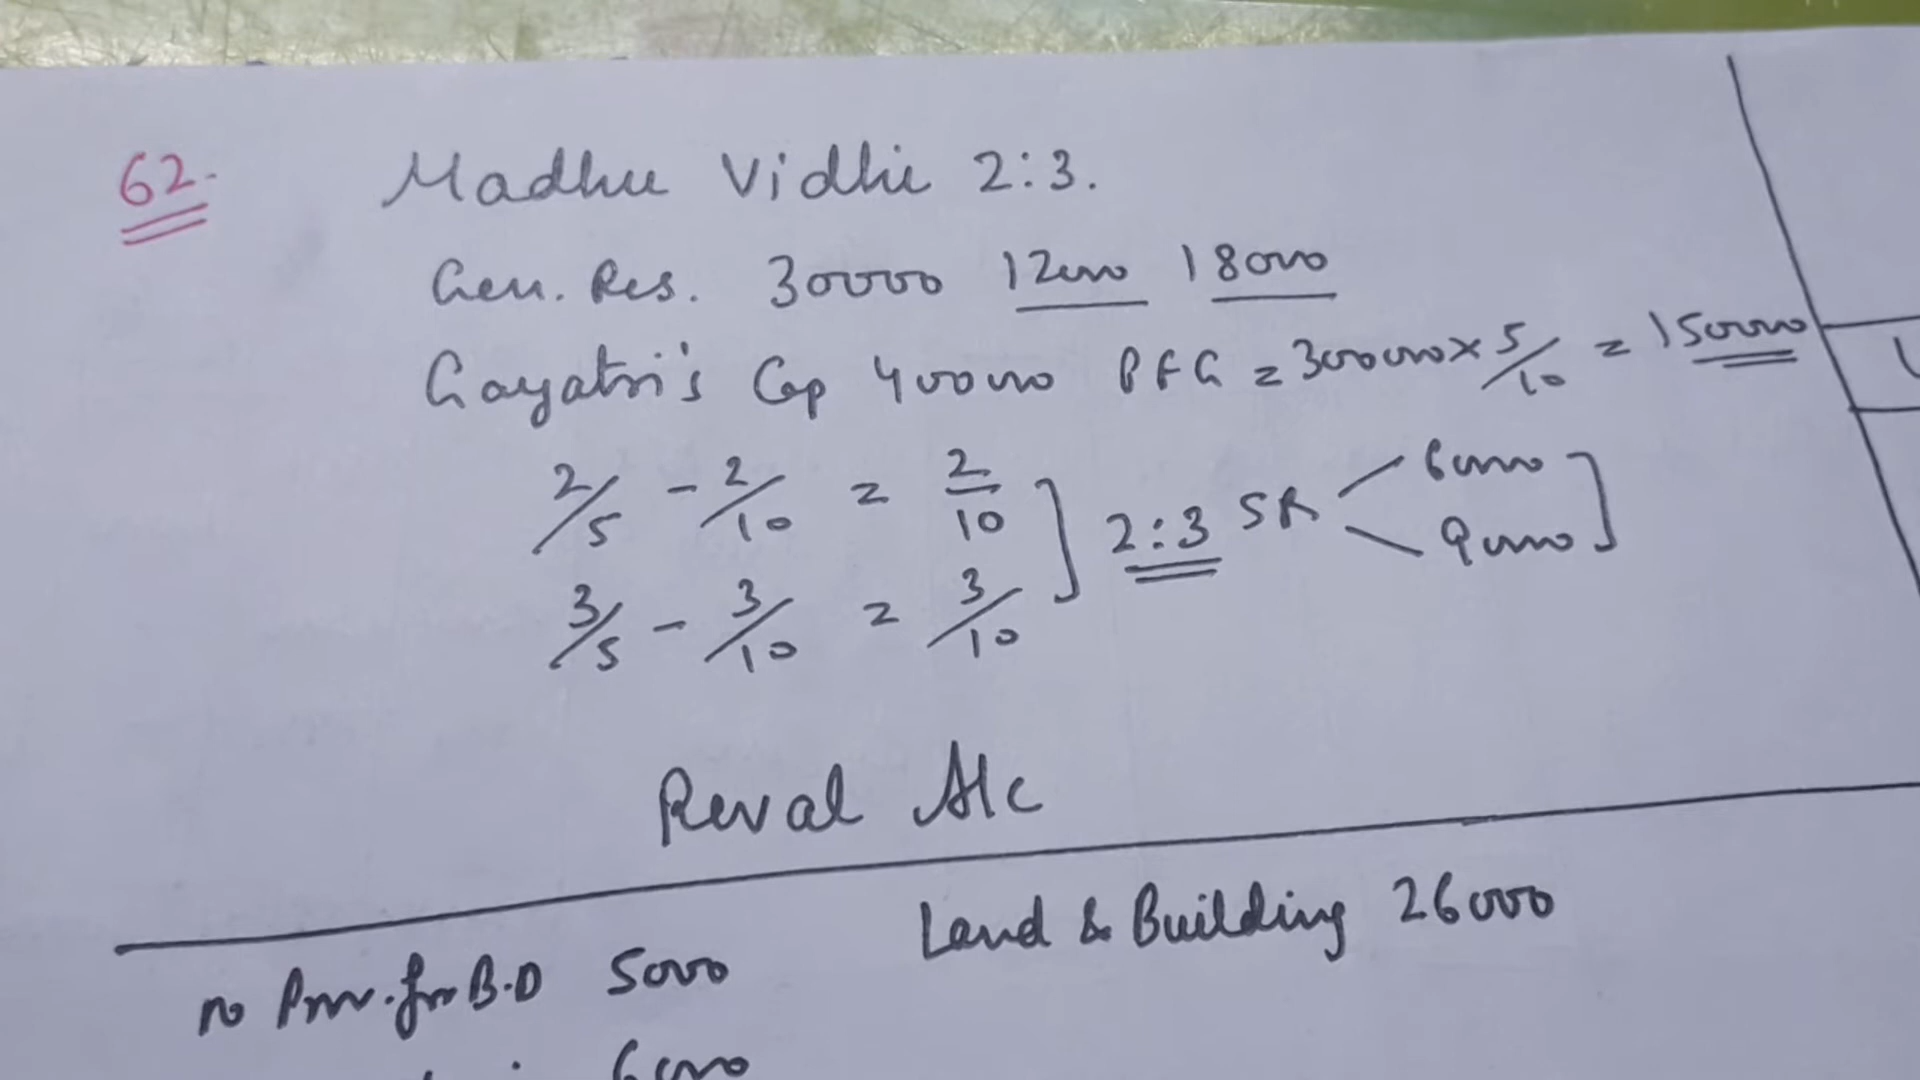 62. Madhu Vidhi 2:3.
Gen. Res. 30000 12000 18000
Gayatri's Cap 400000 PFG = 300000 x 5/10 = 150000
2/5 - 2/10 = 2/10
2:3 SR 6000
9000
3/5 - 3/10 = 3/10
Reval A/c
Land & Building 26000
to Prov. for B.D 5000
6000